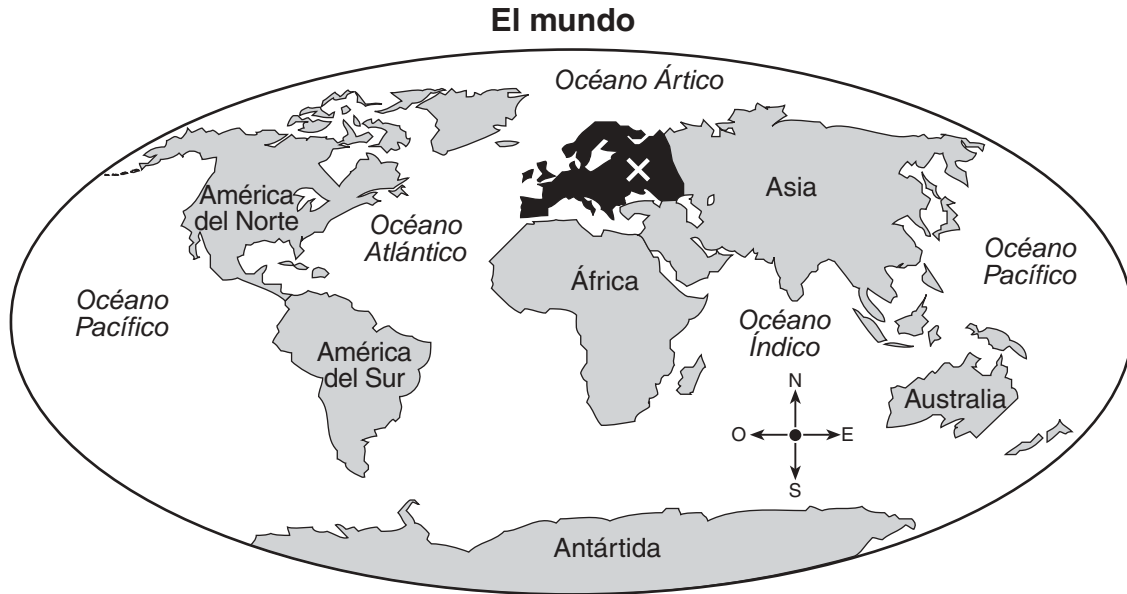 El mundo
Océano Ártico
América
del Norte
Océano
Atlántico
Asia
Océano
Pacífico
África
Océano
Pacífico
Océano
Índico
América
del Sur
Australia
N
O
E
S
Antártida